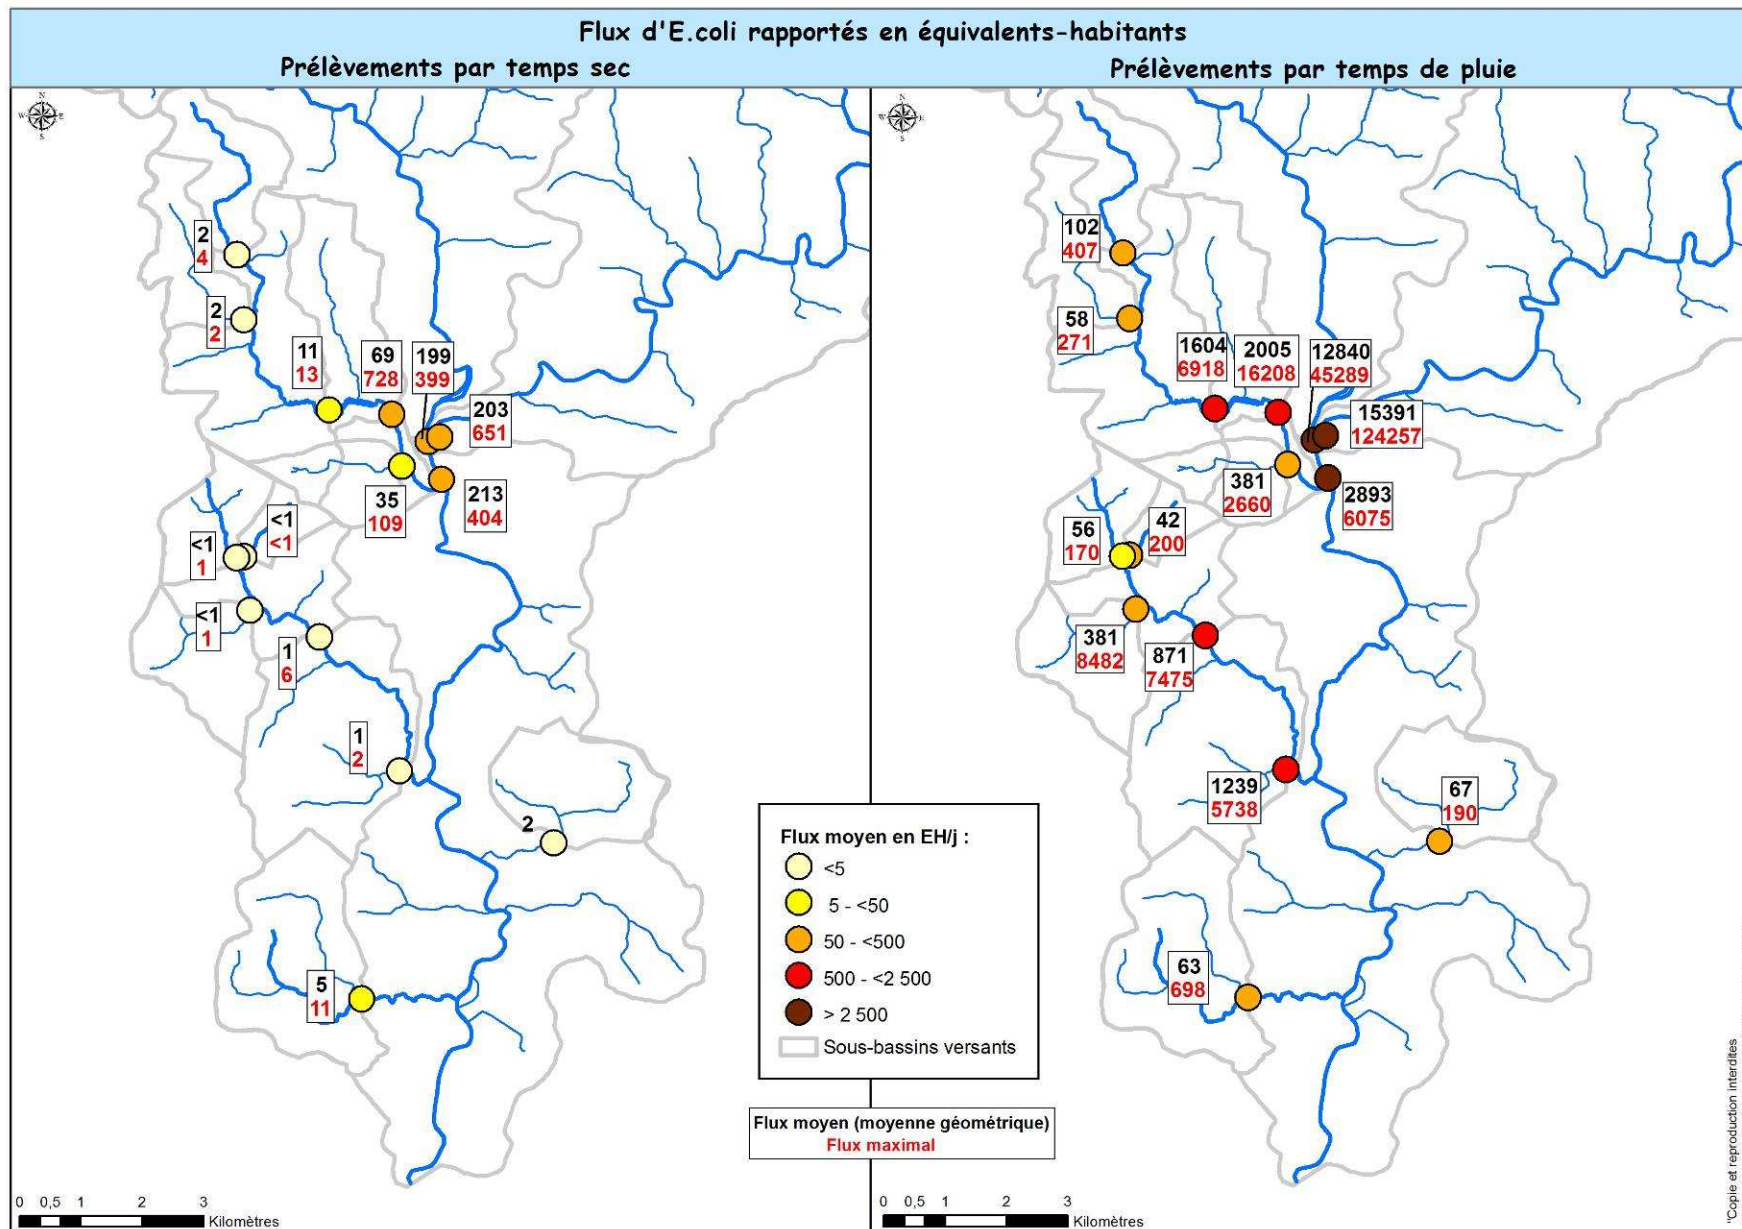 Flux d'E.coli rapportés en équivalents-habitants
Prélèvements par temps sec
Prélèvements par temps de pluie
N
W E
S
2
4
2
2
11
13
69
728
199
399
203
651
35
109
213
404
<1
<1
<1
1
<1
1
1
6
1
2
2
5
11
0 0,5 1 2 3
Kilomètres
N
W E
S
102
407
58
271
1604
6918
2005
16208
12840
45289
15391
124257
381
2660
2893
6075
56
170
42
200
381
8482
871
7475
1239
5738
67
190
63
698
0 0,5 1 2 3
Kilomètres
Flux moyen en EH/j :
<5
5 - <50
50 - <500
500 - <2 500
> 2 500
Sous-bassins versants
Flux moyen (moyenne géométrique)
Flux maximal
"Copie et reproduction interdites